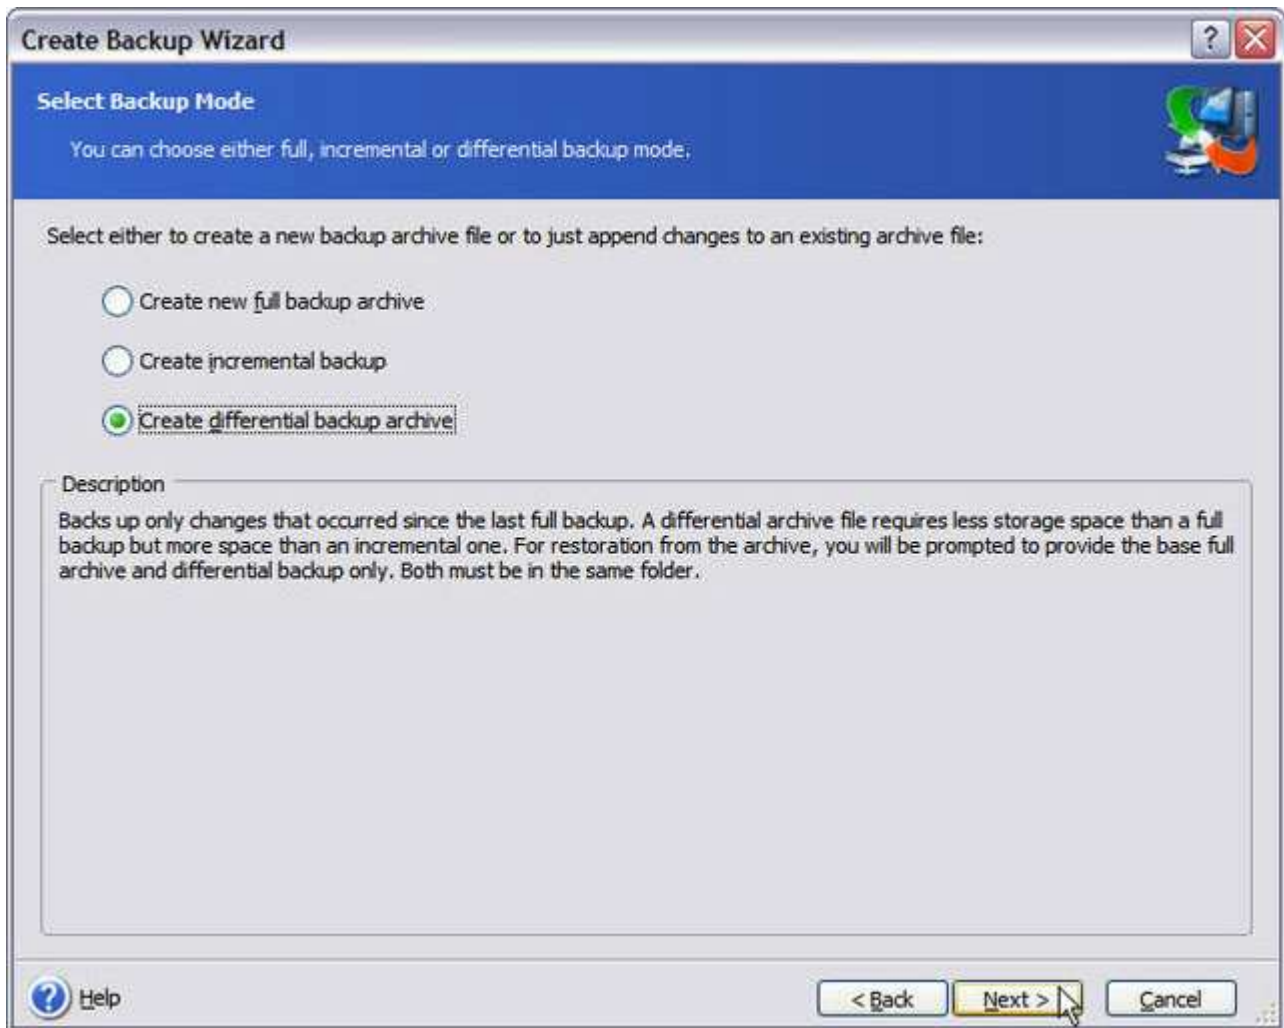 Create Backup Wizard
?
Select Backup Mode
You can choose either full, incremental or differential backup mode.
Select either to create a new backup archive file or to just append changes to an existing archive file:
Create new full backup archive
Create incremental backup
Create differential backup archive
Description
Backs up only changes that occurred since the last full backup. A differential archive file requires less storage space than a full
backup but more space than an incremental one. For restoration from the archive, you will be prompted to provide the base full
archive and differential backup only. Both must be in the same folder.
? Help
< Back
Next >
Cancel